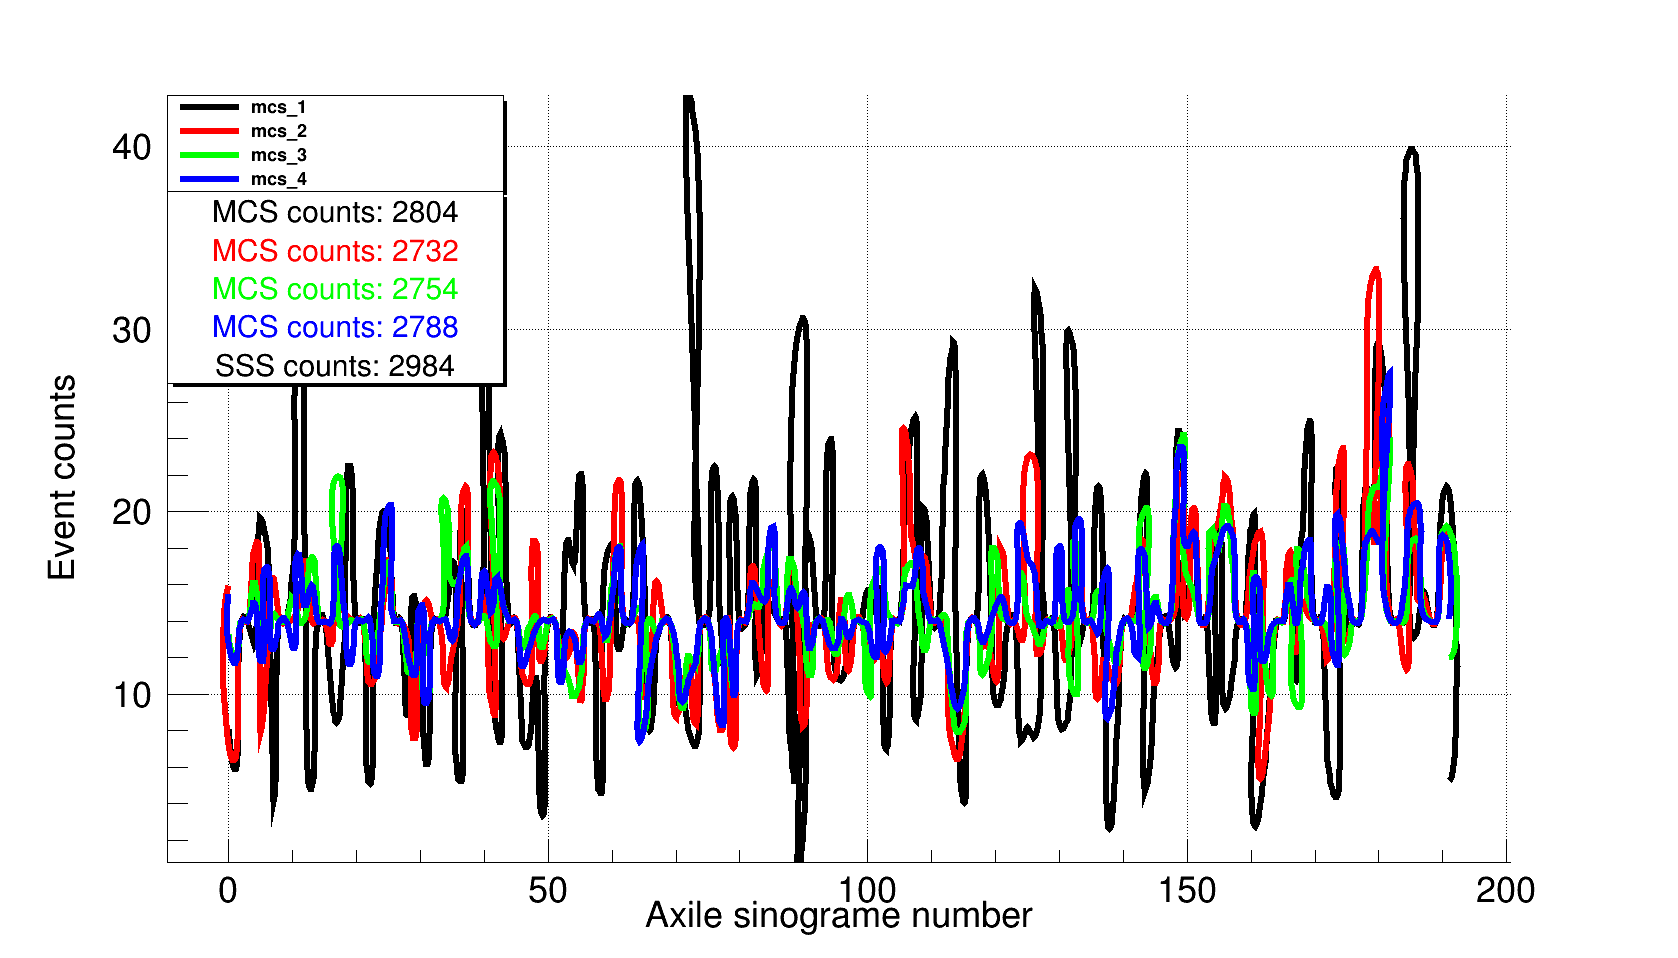 mcs_1
mcs_2
mcs_3
mcs_4
MCS counts: 2804
MCS counts: 2732
MCS counts: 2754
MCS counts: 2788
SSS counts: 2984
40
30
20
10
Event counts
0 50 100 150 200
Axile sinograme number